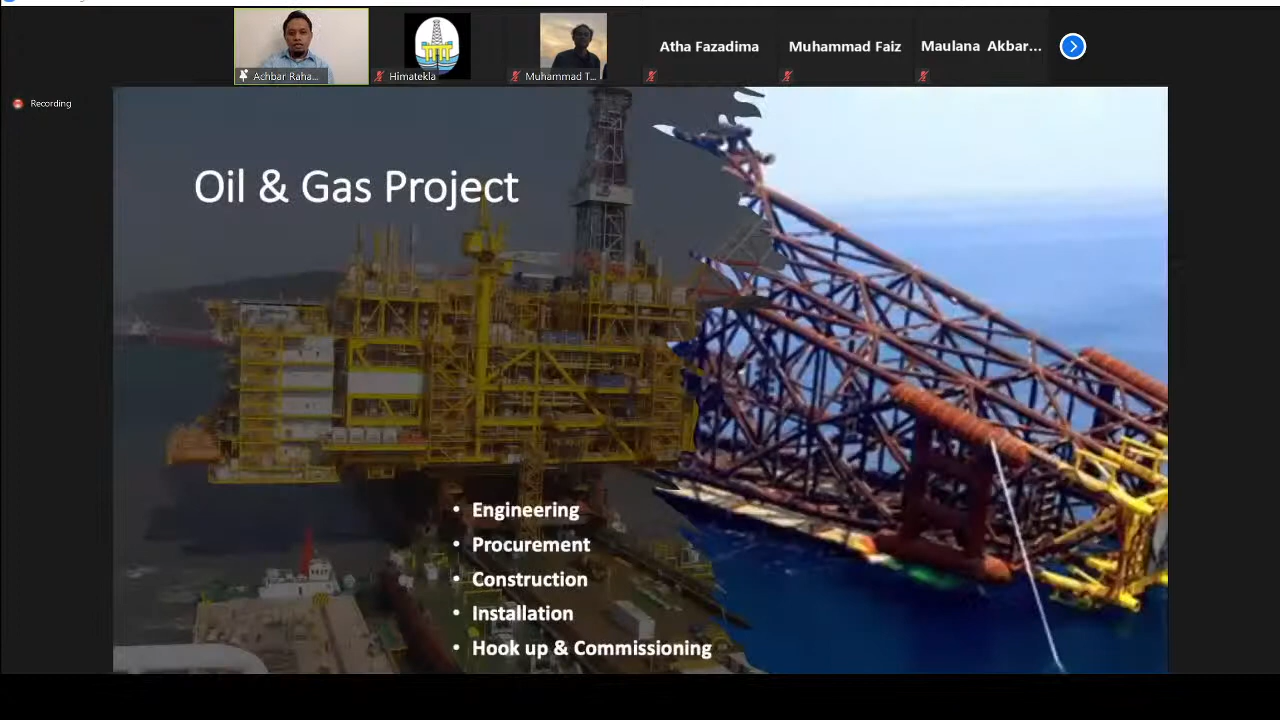 Atha Fazadima
Muhammad Faiz
Maulana Akbar...
Achbar Raha...
Himatekla
Muhammad T...
Recording
Oil & Gas Project
• Engineering
• Procurement
• Construction
• Installation
• Hook up & Commissioning